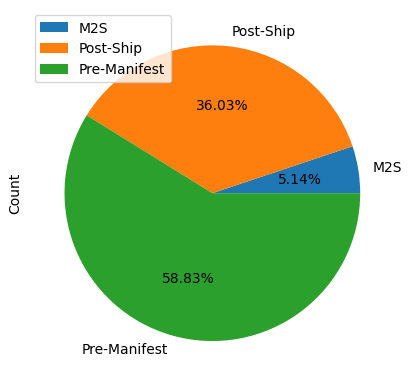 M2S
Post-Ship
Pre-Manifest
Post-Ship
36.03%
M2S
5.14%
Count
58.83%
Pre-Manifest